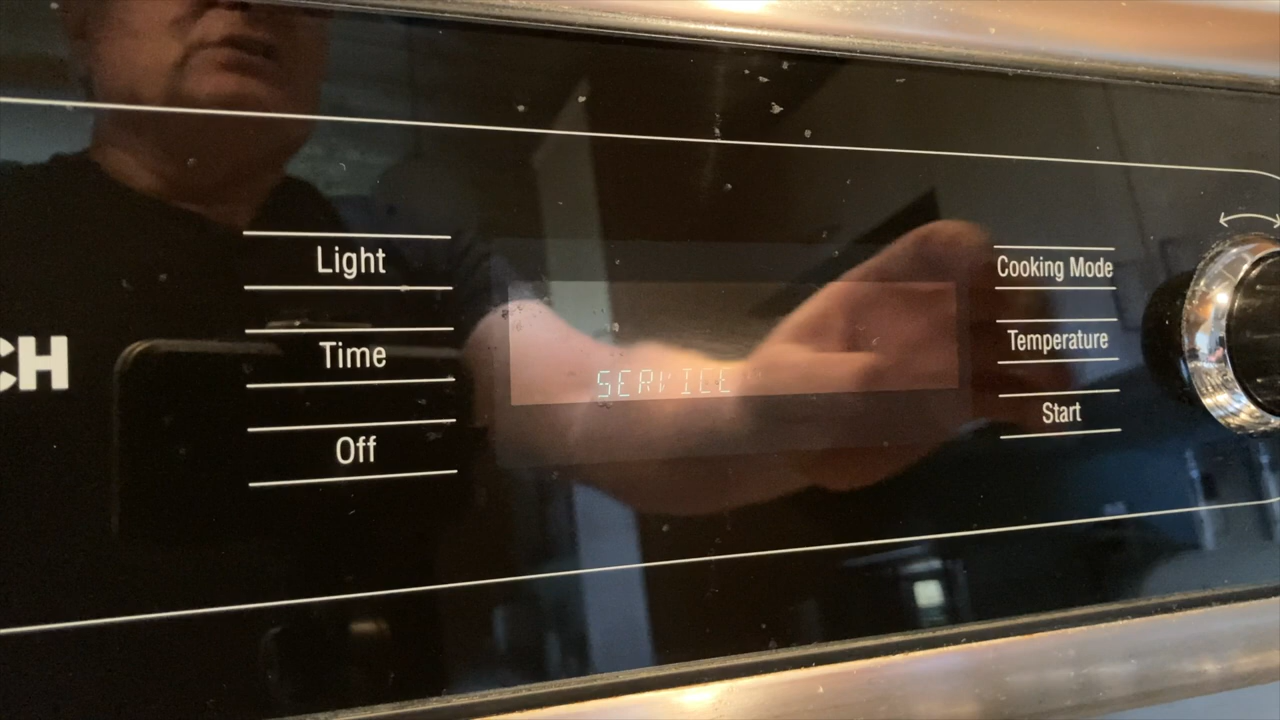 Light
Time
CH
Off
SERVICE
Cooking Mode
Temperature
Start